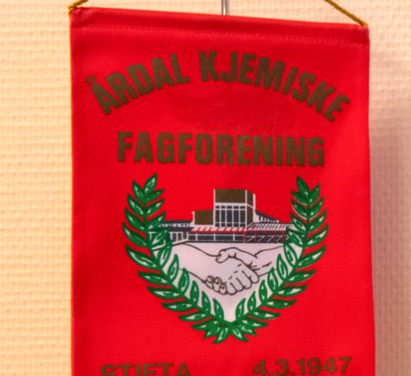 ÅRDAL KJEMISKE
FAGFORENING
STIFTA 4.3.1947